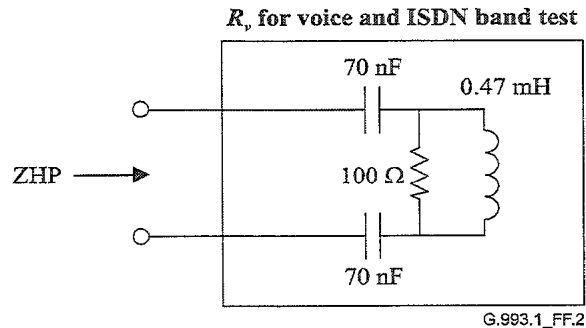 R_v for voice and ISDN band test
70 nF
0.47 mH
ZHP
100 Ω
70 nF
G.993.1_FF.2